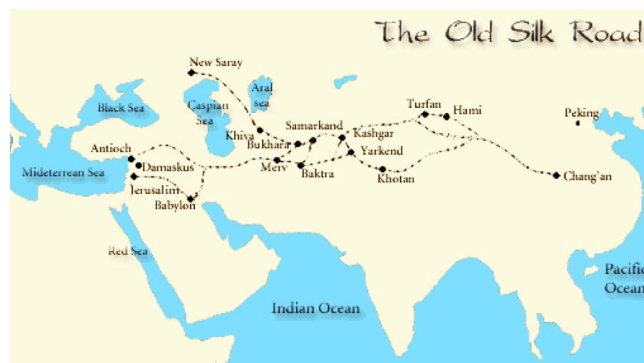 The Old Silk Road
New Saray
Aral
sea
Black Sea
Caspian
Sea
Turfan
Hami
Peking
Khiva
Samarkand
Kashgar
Bukhara
Antioch
Damaskus
Merv
Yarkend
Mideterrean Sea
Baktra
Khotan
Chang'an
Jerusalim
Babylon
Red Sea
Pacific
Ocean
Indian Ocean